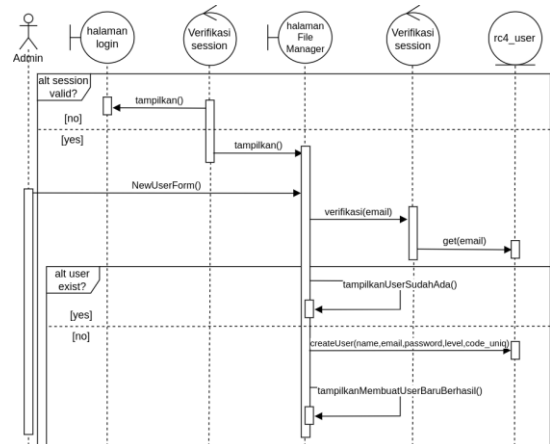 halaman
login
Verifikasi
session
halaman
File
Manager
Verifikasi
session
rc4_user
Admin
alt session
valid?
tampilkan()
[no]
[yes]
tampilkan()
NewUserForm()
verifikasi(email)
get(email)
alt user
exist?
tampilkanUserSudahAda()
[yes]
[no]
createUser(name,email,password,level,code_uniq)
tampilkanMembuatUserBaruBerhasil()